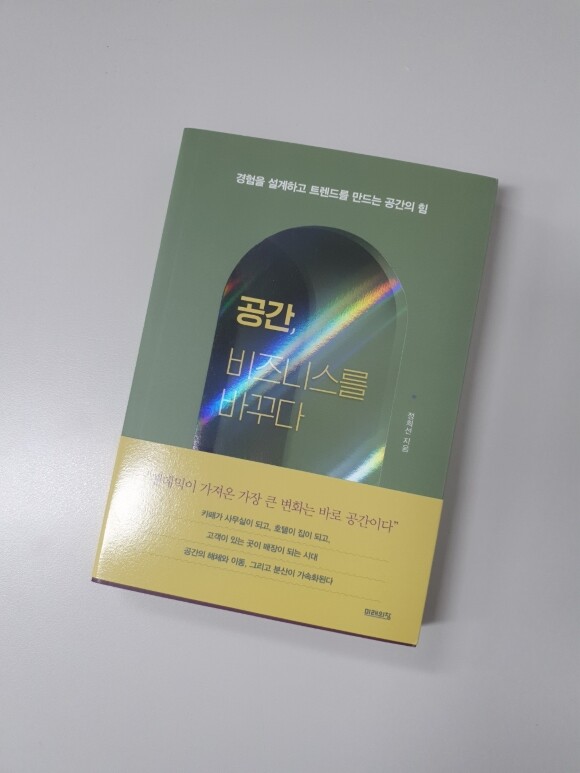 경험을 설계하고 트렌드를 만드는 공간의 힘
공간,
비즈니스를
바꾸다
정희선 지음
"팬데믹이 가져온 가장 큰 변화는 바로 공간이다"
카페가 사무실이 되고, 호텔이 집이 되고,
고객이 있는 곳이 매장이 되는 시대
공간의 해체와 이동, 그리고 분산이 가속화된다
미래의창